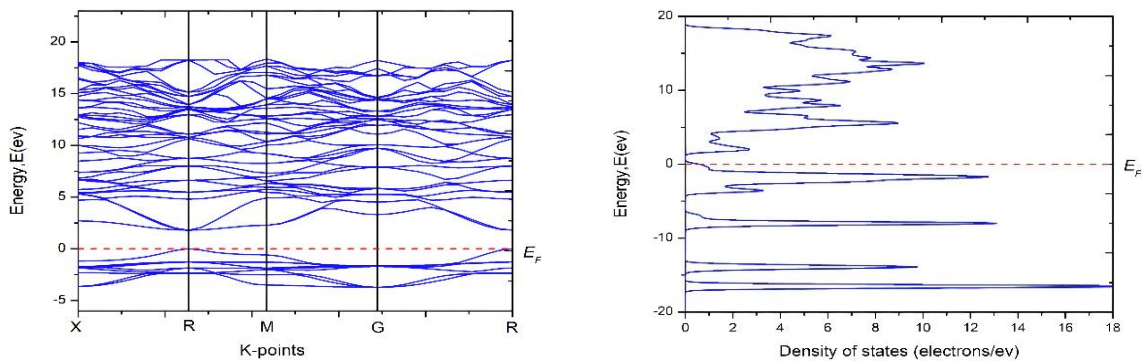 20
15
10
5
0
-5
Energy,E(ev)
X
R
M
G
R
K-points
E_F
20
10
0
-10
-20
Energy,E(ev)
0
2
4
6
8
10
12
14
16
18
Density of states (electrons/ev)
E_F